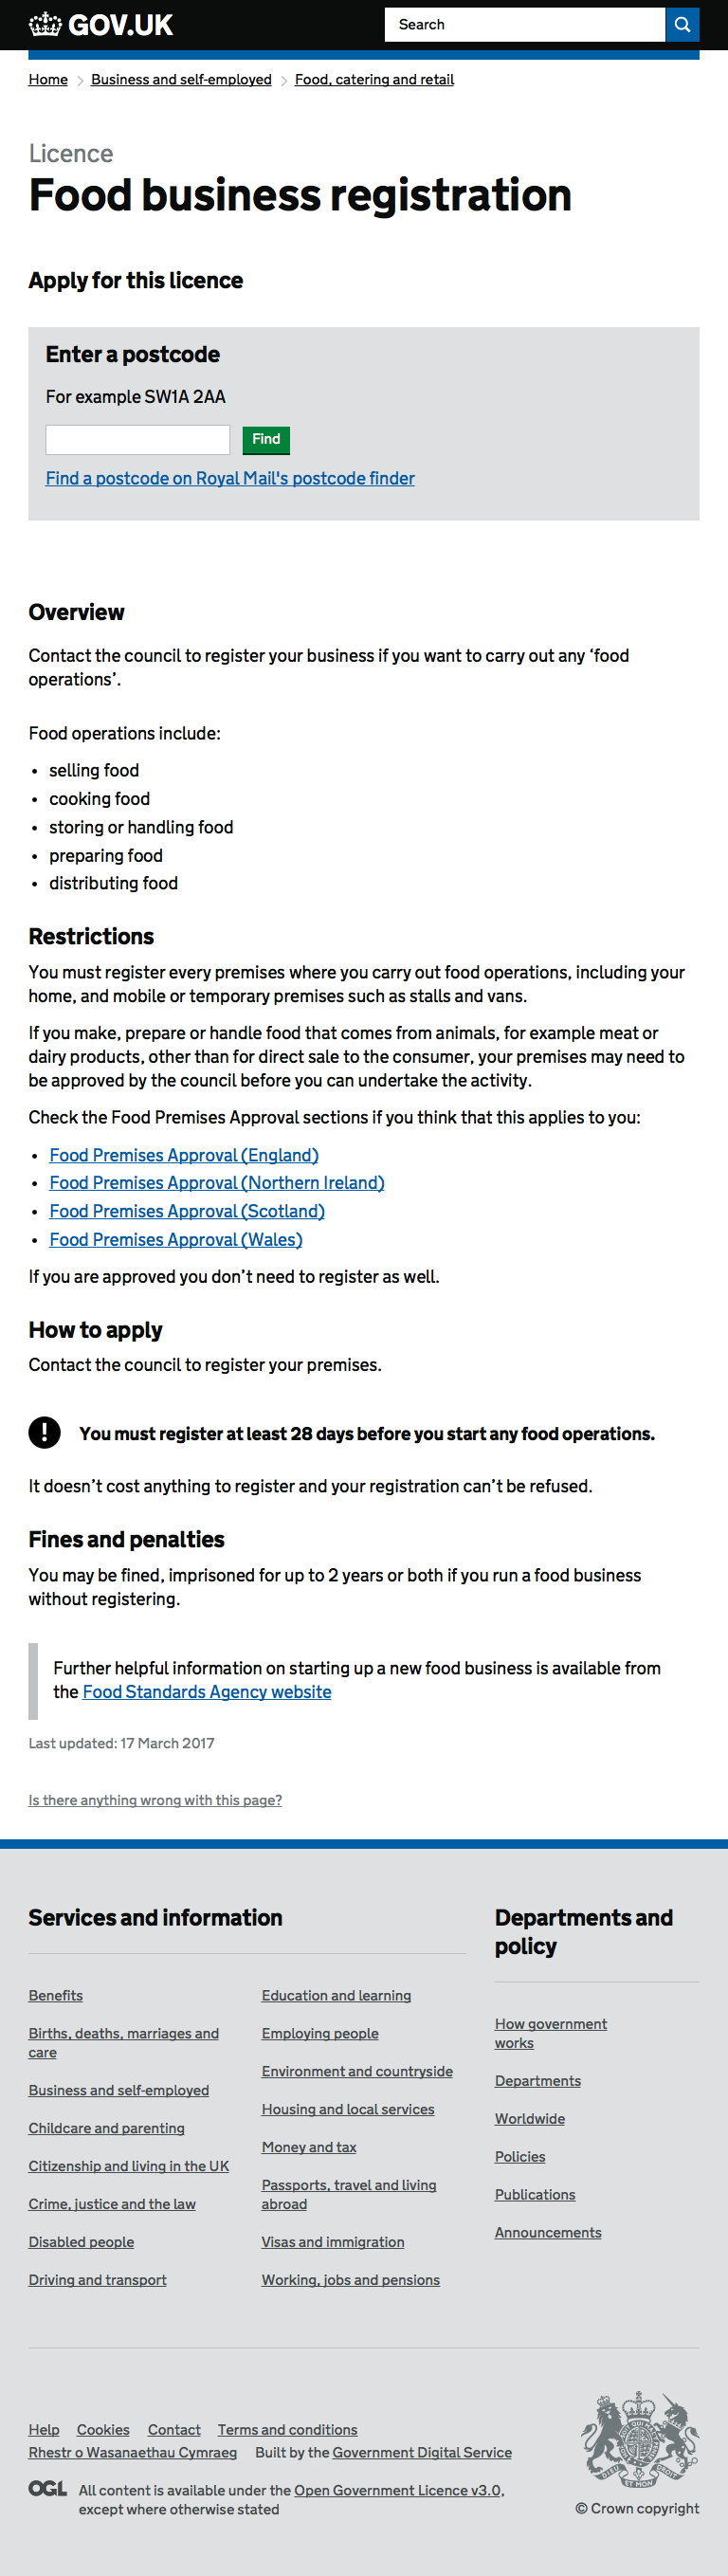 GOV.UK
Search
Home
Business and self-employed
Food, catering and retail
Licence
Food business registration
Apply for this licence
Enter a postcode
For example SW1A 2AA
Find
Find a postcode on Royal Mail's postcode finder
Overview
Contact the council to register your business if you want to carry out any ‘food
operations’.
Food operations include:
• selling food
• cooking food
• storing or handling food
• preparing food
• distributing food
Restrictions
You must register every premises where you carry out food operations, including your
home, and mobile or temporary premises such as stalls and vans.
If you make, prepare or handle food that comes from animals, for example meat or
dairy products, other than for direct sale to the consumer, your premises may need to
be approved by the council before you can undertake the activity.
Check the Food Premises Approval sections if you think that this applies to you:
• Food Premises Approval (England)
• Food Premises Approval (Northern Ireland)
• Food Premises Approval (Scotland)
• Food Premises Approval (Wales)
If you are approved you don’t need to register as well.
How to apply
Contact the council to register your premises.
! You must register at least 28 days before you start any food operations.
It doesn’t cost anything to register and your registration can’t be refused.
Fines and penalties
You may be fined, imprisoned for up to 2 years or both if you run a food business
without registering.
Further helpful information on starting up a new food business is available from
the Food Standards Agency website
Last updated: 17 March 2017
Is there anything wrong with this page?
Services and information
Benefits
Births, deaths, marriages and
care
Business and self-employed
Childcare and parenting
Citizenship and living in the UK
Crime, justice and the law
Disabled people
Driving and transport
Education and learning
Employing people
Environment and countryside
Housing and local services
Money and tax
Passports, travel and living
abroad
Visas and immigration
Working, jobs and pensions
Departments and
policy
How government
works
Departments
Worldwide
Policies
Publications
Announcements
Help
Cookies
Contact
Terms and conditions
Rhestr o Wasanaethau Cymraeg
Built by the Government Digital Service
OGL
All content is available under the Open Government Licence v3.0,
except where otherwise stated
DIEU ET MON DROIT
© Crown copyright